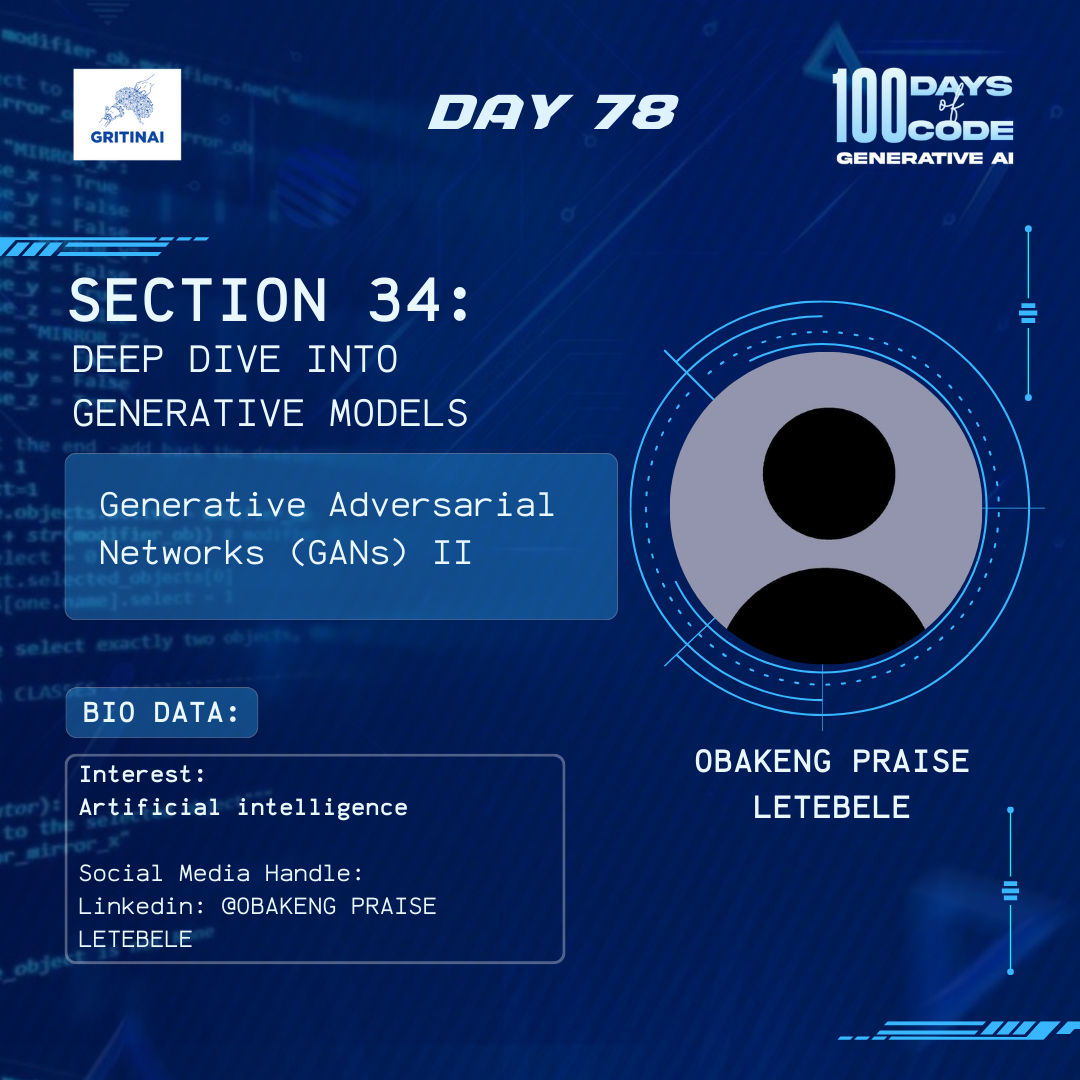 GRITINAI
DAY 78
100 DAYS
of
CODE
GENERATIVE AI
SECTION 34:
DEEP DIVE INTO
GENERATIVE MODELS
Generative Adversarial
Networks (GANs) II
BIO DATA:
Interest:
Artificial intelligence
Social Media Handle:
Linkedin: @OBAKENG PRAISE
LETEBELE
OBAKENG PRAISE
LETEBELE